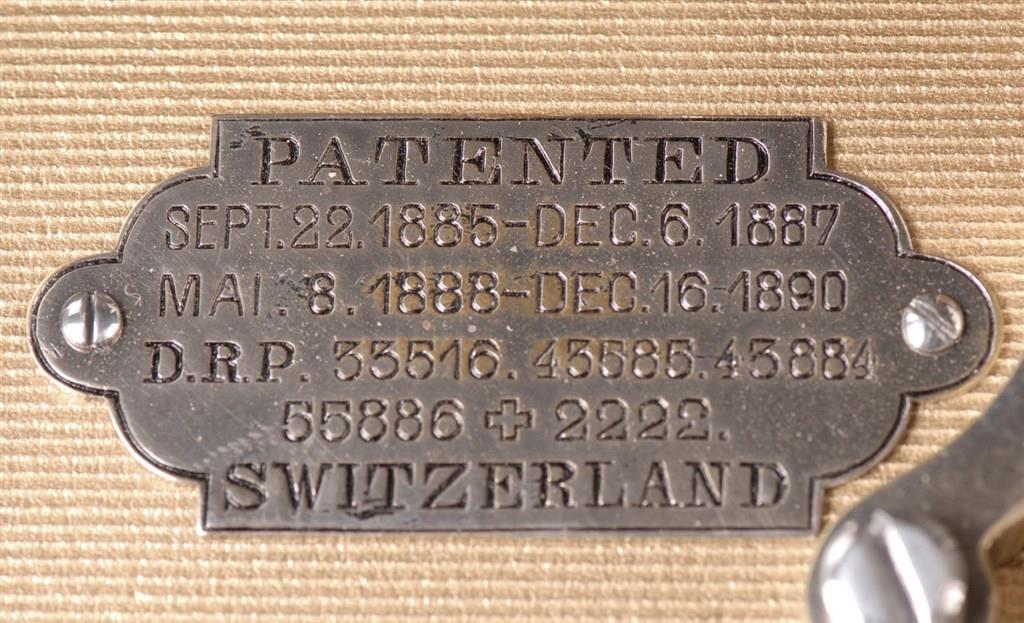 PATENTED
SEPT.22.1885-DEC.6.1887
MAI.8.1888-DEC.16.1890
D.R.P. 33516. 43585-43884
55886 ✚ 2222.
SWITZERLAND